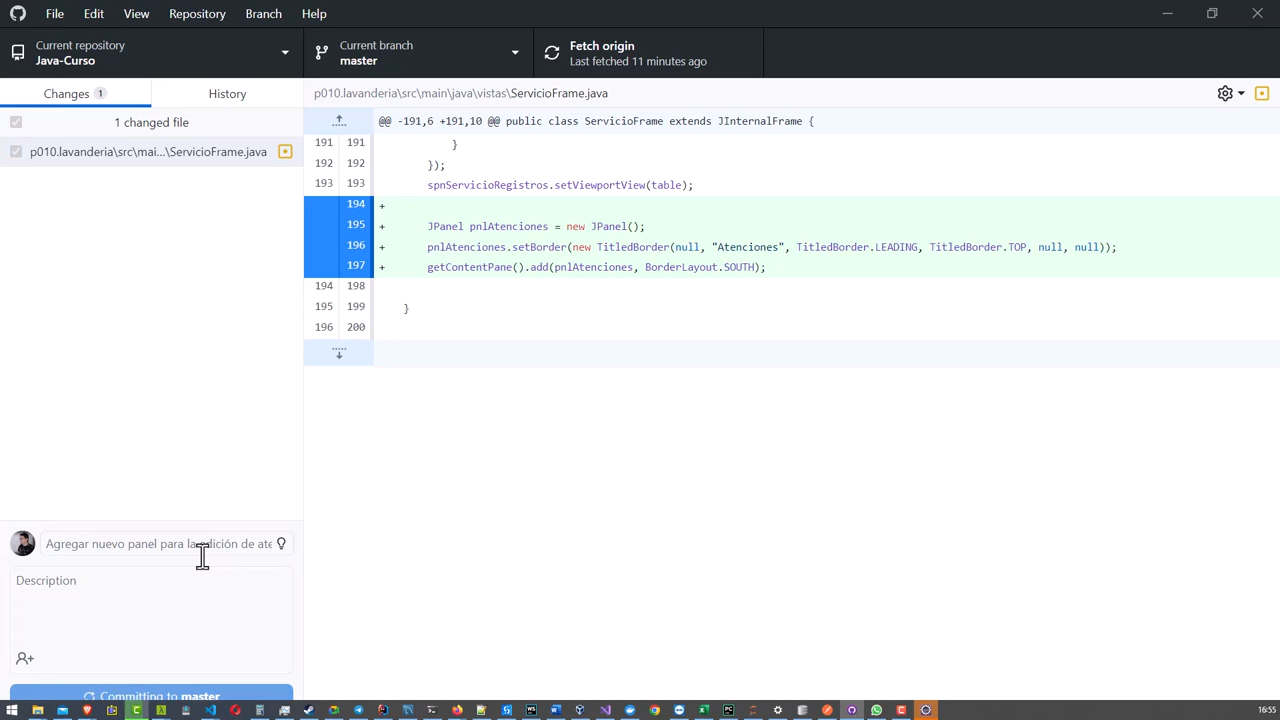 File Edit View Repository Branch Help
Current repository
Java-Curso
Current branch
master
Fetch origin
Last fetched 11 minutes ago
Changes 1
History
p010.lavanderia\src\main\java\vistas\ServicioFrame.java
1 changed file
p010.lavanderia\src\mai...\ServicioFrame.java
@@ -191,6 +191,10 @@ public class ServicioFrame extends JInternalFrame {
191 191 }
192 192 });
193 193 spnServicioRegistros.setViewportView(table);
194 +
195 + JPanel pnlAtenciones = new JPanel();
196 + pnlAtenciones.setBorder(new TitledBorder(null, "Atenciones", TitledBorder.LEADING, TitledBorder.TOP, null, null));
197 + getContentPane().add(pnlAtenciones, BorderLayout.SOUTH);
194 198
195 199 }
196 200
Agregar nuevo panel para la edición de ate
Description
Committing to master
16:55